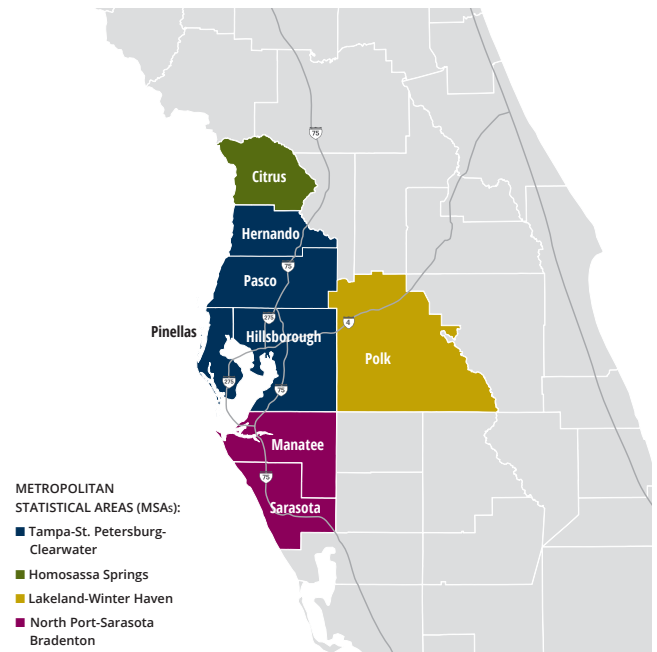 75
Citrus
Hernando
75
Pasco
275
Pinellas
Hillsborough
4
Polk
275
75
Manatee
75
Sarasota
METROPOLITAN
STATISTICAL AREAS (MSAs):
Tampa-St. Petersburg-
Clearwater
Homosassa Springs
Lakeland-Winter Haven
North Port-Sarasota
Bradenton